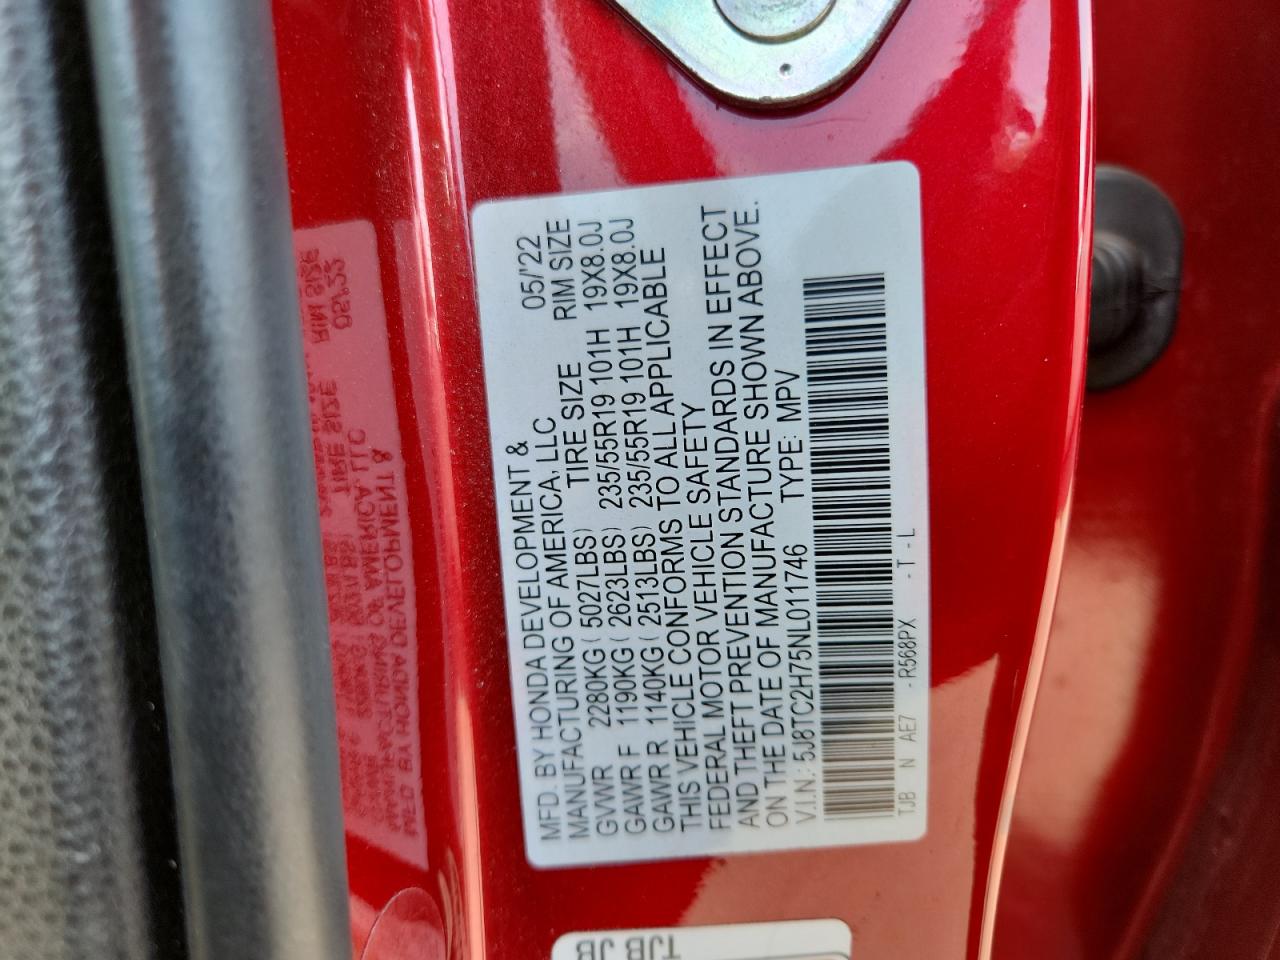 MFD. BY HONDA DEVELOPMENT & 05/'22
MANUFACTURING OF AMERICA, LLC
TIRE SIZE RIM SIZE
GVWR 2280KG ( 5027LBS)
GAWR F 1190KG ( 2623LBS) 235/55R19 101H 19X8.0J
GAWR R 1140KG ( 2513LBS) 235/55R19 101H 19X8.0J
THIS VEHICLE CONFORMS TO ALL APPLICABLE
FEDERAL MOTOR VEHICLE SAFETY
AND THEFT PREVENTION STANDARDS IN EFFECT
ON THE DATE OF MANUFACTURE SHOWN ABOVE.
V.I.N.: 5J8TC2H75NL011746 TYPE: MPV
TJB N AE7 -R568PX -T-L
TJB JB